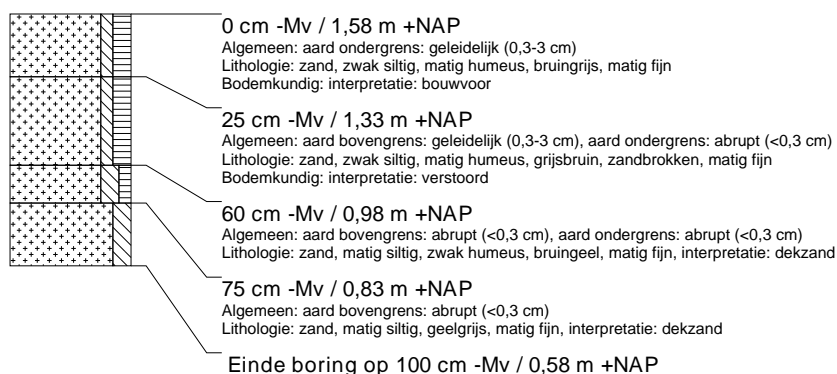 0 cm -Mv / 1,58 m +NAP
Algemeen: aard ondergrens: geleidelijk (0,3-3 cm)
Lithologie: zand, zwak siltig, matig humeus, bruingrijs, matig fijn
Bodemkundig: interpretatie: bouwvoor
25 cm -Mv / 1,33 m +NAP
Algemeen: aard bovengrens: geleidelijk (0,3-3 cm), aard ondergrens: abrupt (<0,3 cm)
Lithologie: zand, zwak siltig, matig humeus, grijsbruin, zandbrokken, matig fijn
Bodemkundig: interpretatie: verstoord
60 cm -Mv / 0,98 m +NAP
Algemeen: aard bovengrens: abrupt (<0,3 cm), aard ondergrens: abrupt (<0,3 cm)
Lithologie: zand, matig siltig, zwak humeus, bruingeel, matig fijn, interpretatie: dekzand
75 cm -Mv / 0,83 m +NAP
Algemeen: aard bovengrens: abrupt (<0,3 cm)
Lithologie: zand, matig siltig, geelgrijs, matig fijn, interpretatie: dekzand
Einde boring op 100 cm -Mv / 0,58 m +NAP